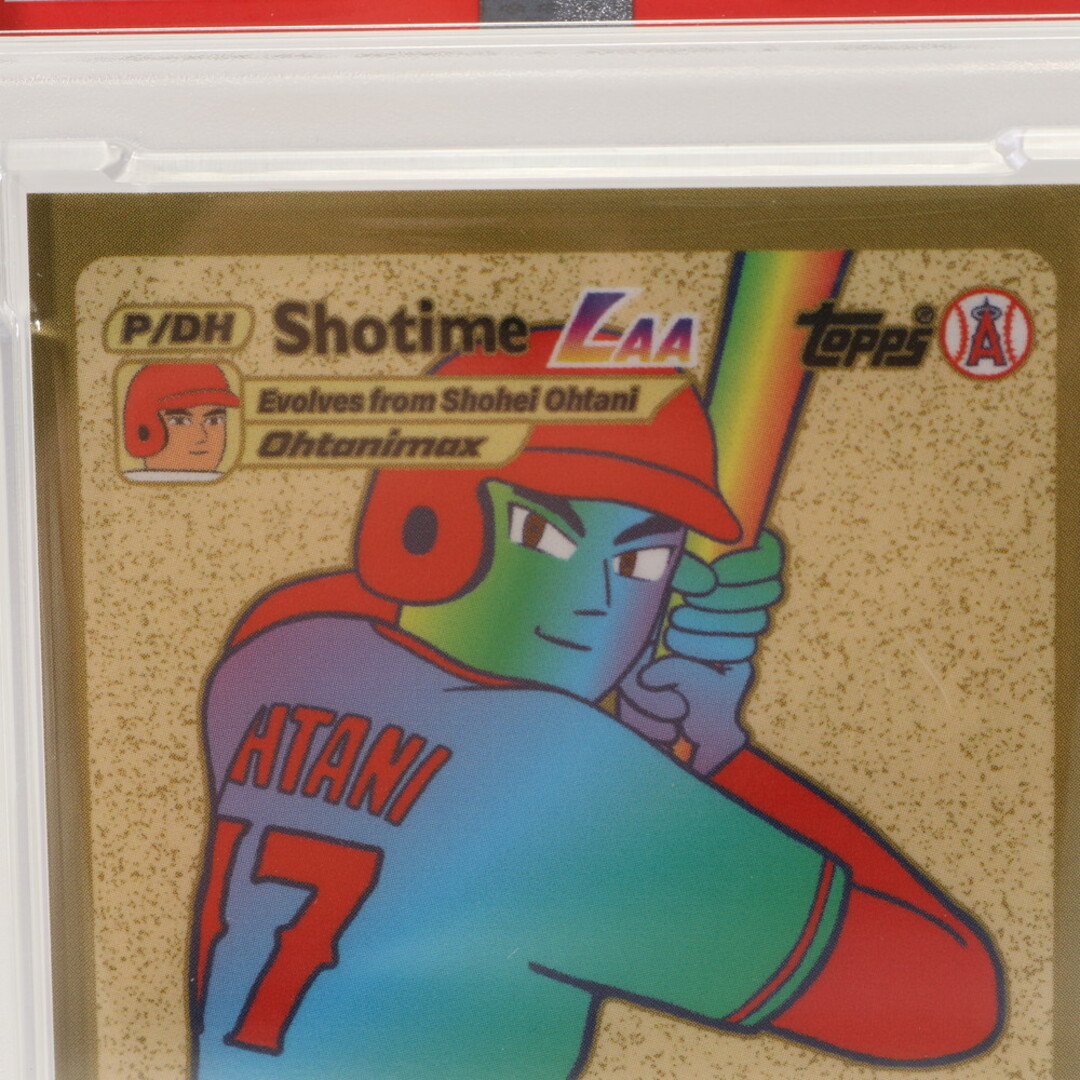 P/DH Shotime LAA Topps® A
Evolves from Shohei Ohtani
Ohtanimax
HTANI
17